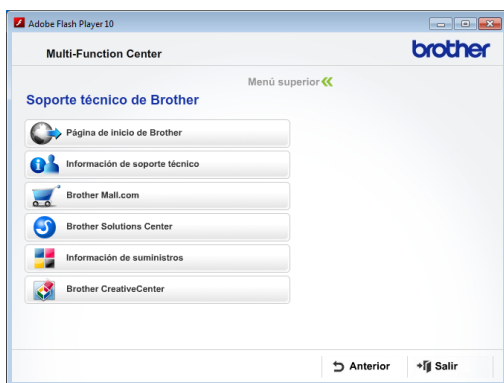 Adobe Flash Player 10
Multi-Function Center
brother
Menú superior
Soporte técnico de Brother
Página de inicio de Brother
Información de soporte técnico
Brother Mall.com
Brother Solutions Center
Información de suministros
Brother CreativeCenter
Anterior
Salir